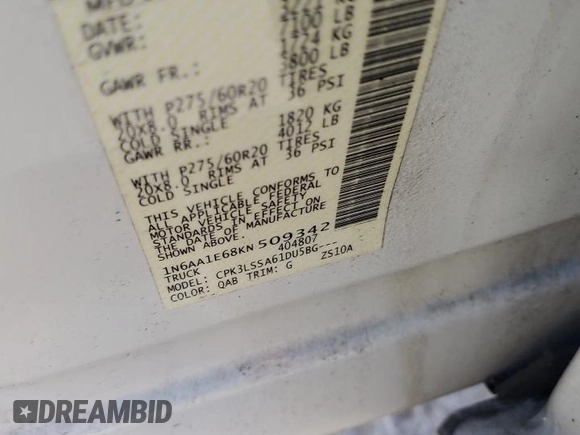 DATE:
GVWR: 7100 LB
GAWR FR.: KG
3800 LB
WITH P275/60R20 TIRES
20X8.0 RIMS AT 36 PSI
COLD SINGLE 1820 KG
GAWR RR.: 4012 LB
WITH P275/60R20 TIRES
20X8.0 RIMS AT 36 PSI
COLD SINGLE
THIS VEHICLE CONFORMS TO
ALL APPLICABLE FEDERAL
MOTOR VEHICLE SAFETY
STANDARDS IN EFFECT ON
THE DATE OF MANUFACTURE
SHOWN ABOVE.
1N6AA1E68KN 509342
TRUCK 404807
MODEL: CPK3LSSA61DU5BG---
COLOR: QAB TRIM: G ZS10A
DREAMBID